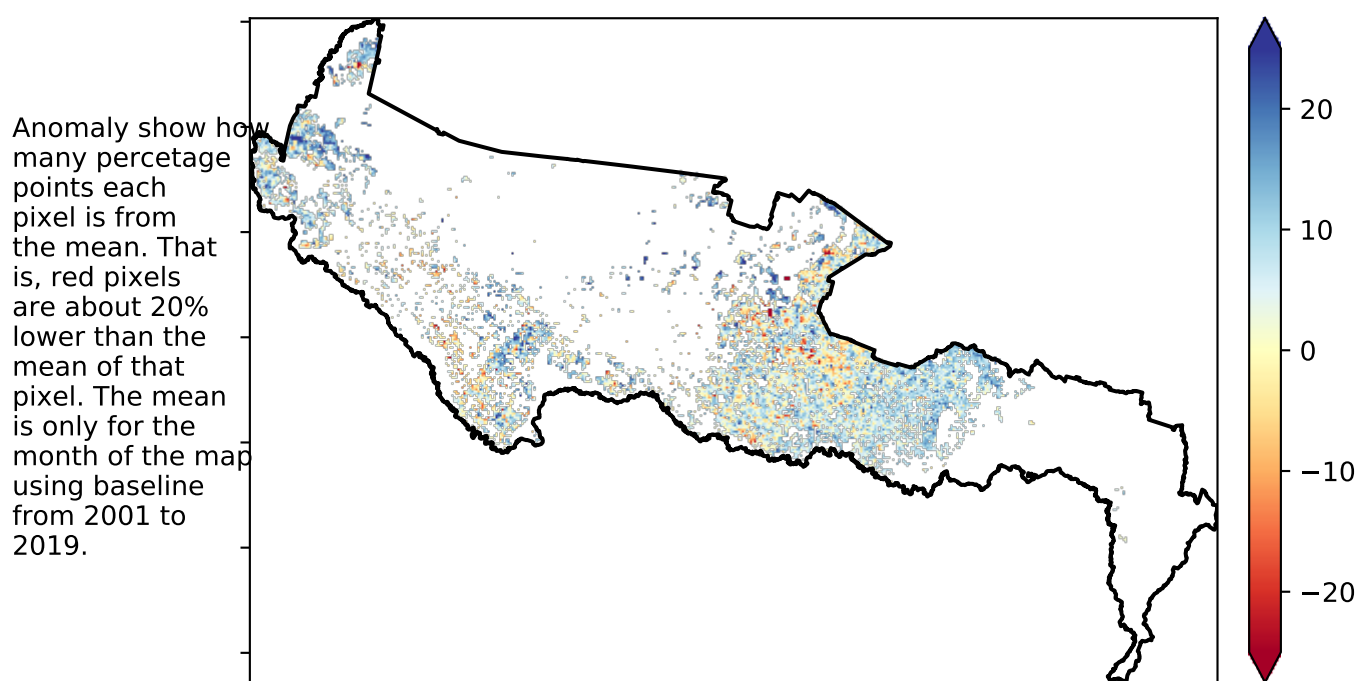 Anomaly show how
many percetage
points each
pixel is from
the mean. That
is, red pixels
are about 20%
lower than the
mean of that
pixel. The mean
is only for the
month of the map
using baseline
from 2001 to
2019.
20
10
0
−10
−20